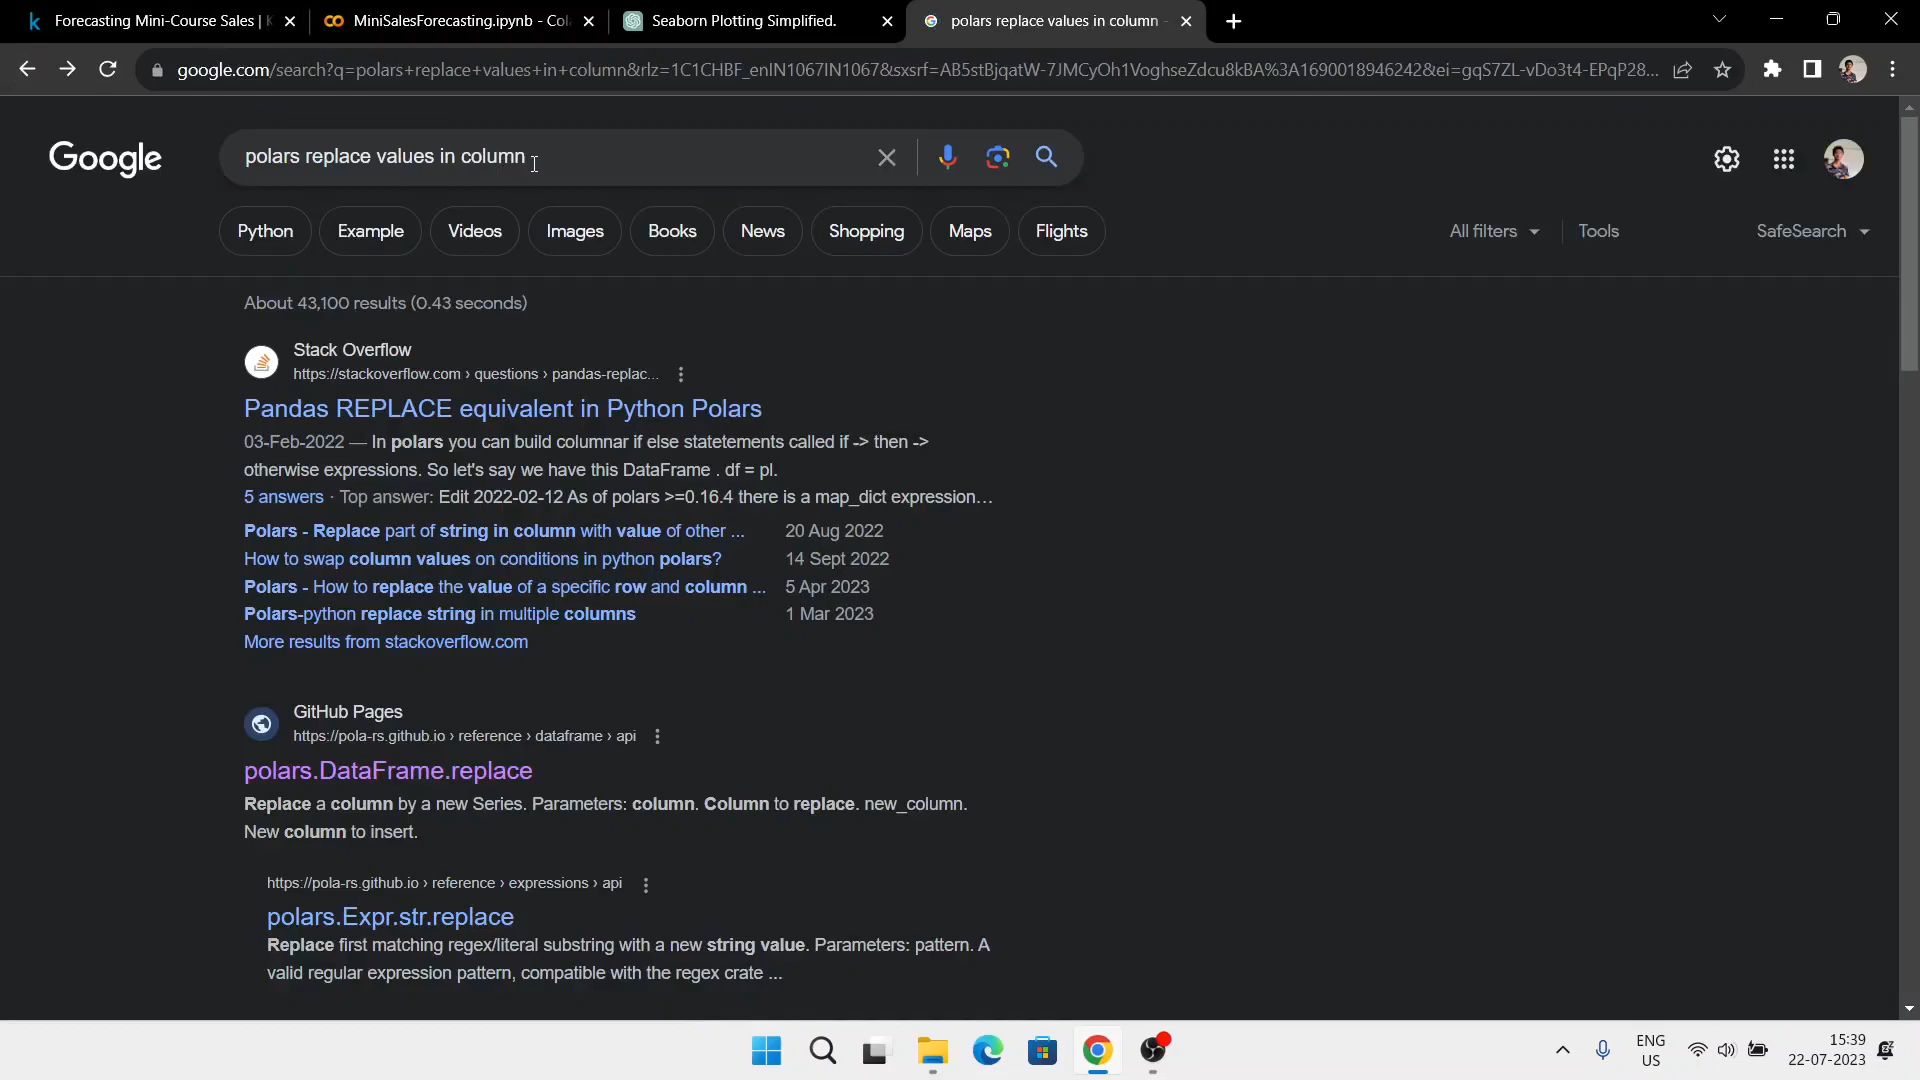 Forecasting Mini-Course Sales |
MiniSalesForecasting.ipynb - Col
Seaborn Plotting Simplified.
polars replace values in column -
google.com/search?q=polars+replace+values+in+column&rlz=1C1CHBF_enIN1067IN1067&sxsrf=AB5stBjqatW-7JMCyOh1VoghseZdcu8kBA%3A1690018946242&ei=gqS7ZL-vDo3t4-EPqP28...
Google
polars replace values in column
Python
Example
Videos
Images
Books
News
Shopping
Maps
Flights
All filters
Tools
SafeSearch
About 43,100 results (0.43 seconds)
Stack Overflow
https://stackoverflow.com › questions › pandas-replac...
Pandas REPLACE equivalent in Python Polars
03-Feb-2022 — In polars you can build columnar if else statetements called if -> then ->
otherwise expressions. So let's say we have this DataFrame . df = pl.
5 answers · Top answer: Edit 2022-02-12 As of polars >=0.16.4 there is a map_dict expression...
Polars - Replace part of string in column with value of other ... 20 Aug 2022
How to swap column values on conditions in python polars? 14 Sept 2022
Polars - How to replace the value of a specific row and column ... 5 Apr 2023
Polars-python replace string in multiple columns 1 Mar 2023
More results from stackoverflow.com
GitHub Pages
https://pola-rs.github.io › reference › dataframe › api
polars.DataFrame.replace
Replace a column by a new Series. Parameters: column. Column to replace. new_column.
New column to insert.
https://pola-rs.github.io › reference › expressions › api
polars.Expr.str.replace
Replace first matching regex/literal substring with a new string value. Parameters: pattern. A
valid regular expression pattern, compatible with the regex crate ...
ENG
US
15:39
22-07-2023